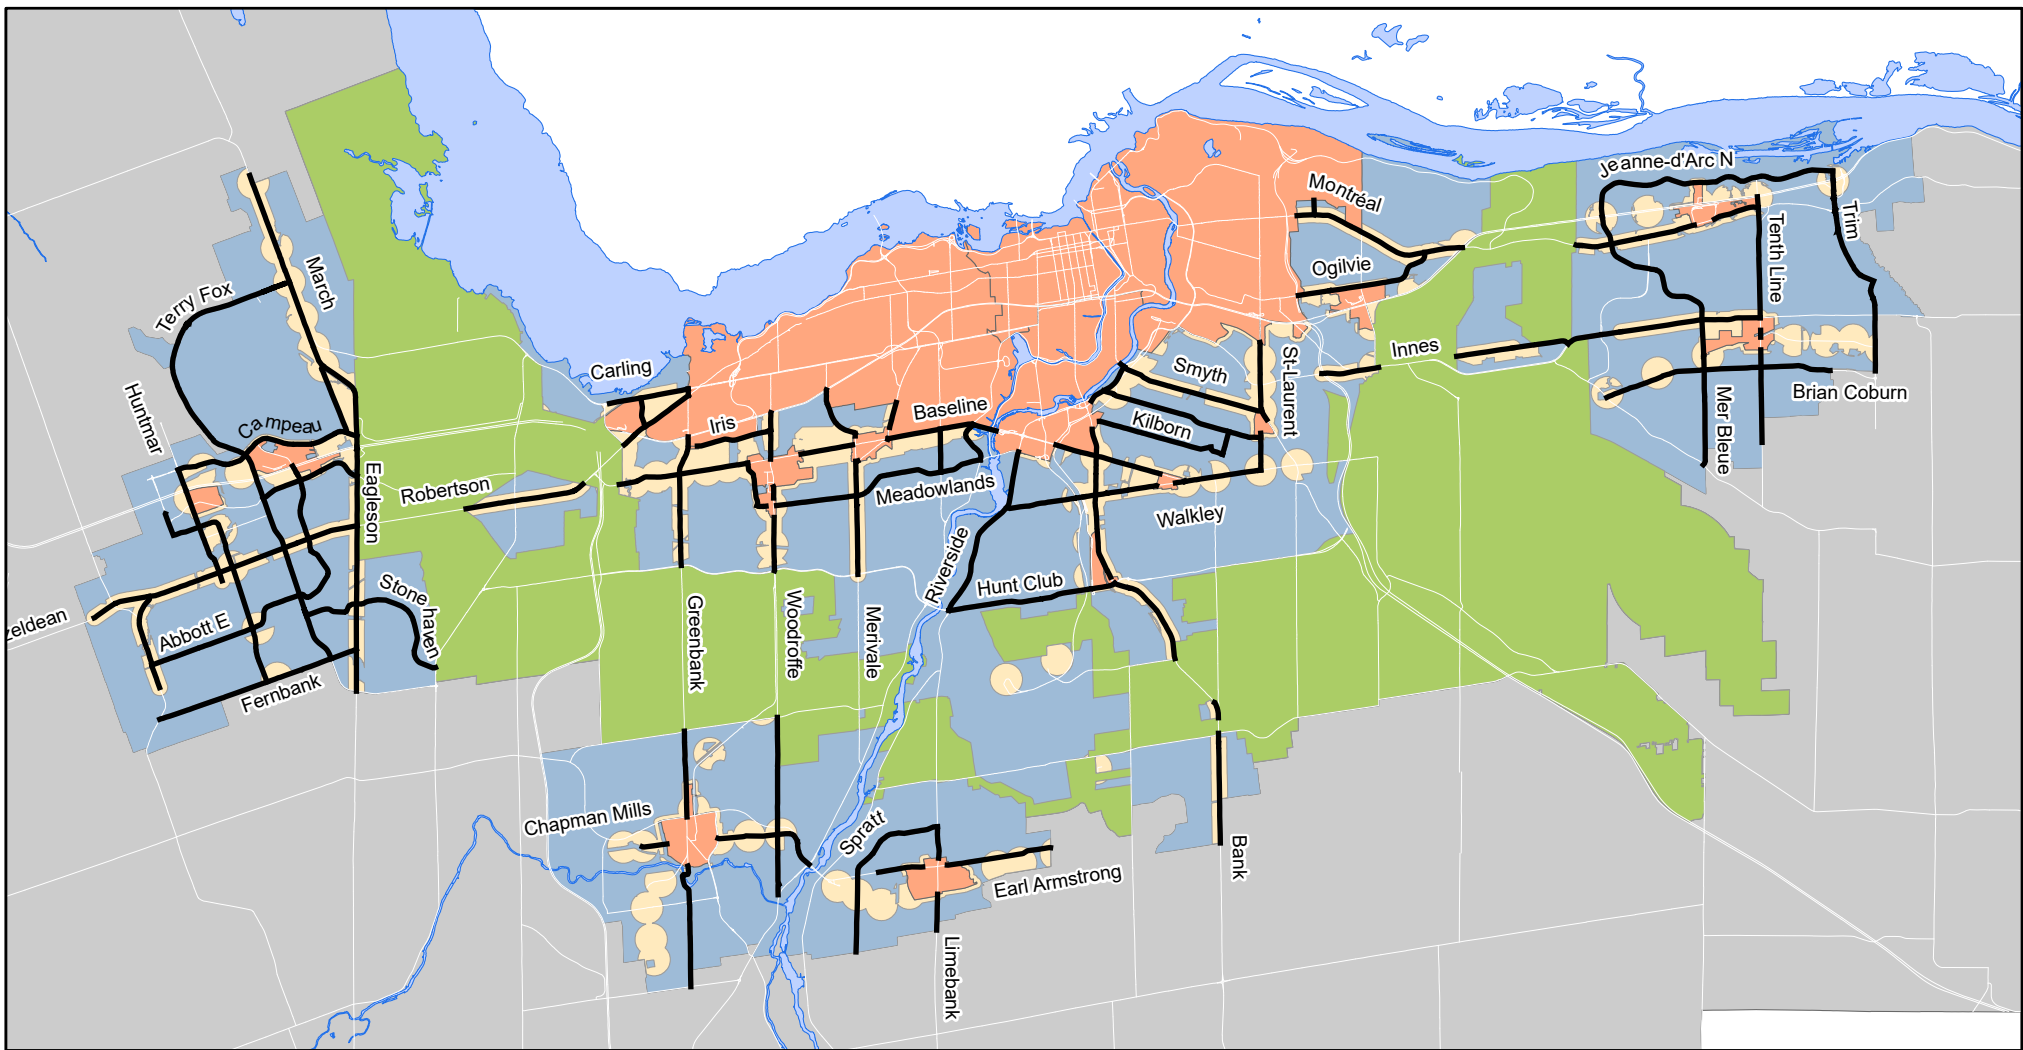 Jeanne-d'Arc N
Montréal
Trim
Tenth Line
March
Ogilvie
Terry Fox
Innes
St-Laurent
Smyth
Carling
Huntmar
Brian Coburn
Baseline
Iris
Campeau
Kilborn
Mer Bleue
Eagleson
Robertson
Meadowlands
Walkley
Riverside
Hunt Club
Stonehaven
Woodroffe
Greenbank
Merivale
zeldean
Abbott E
Fernbank
Chapman Mills
Spratt
Bank
Earl Armstrong
Limebank